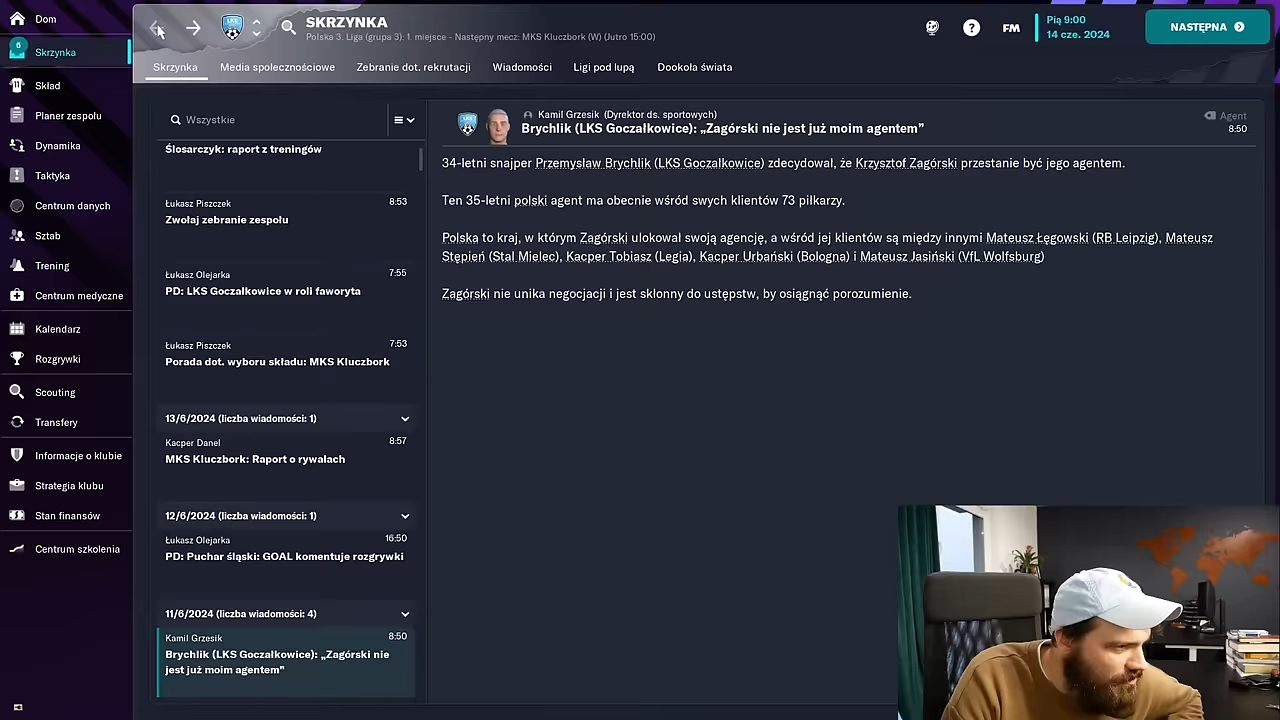 Dom
6
Skrzynka
Skład
Planer zespołu
Dynamika
Taktyka
Centrum danych
Sztab
Trening
Centrum medyczne
Kalendarz
Rozgrywki
Scouting
Transfery
Informacje o klubie
Strategia klubu
Stan finansów
Centrum szkolenia
SKRZYNKA
Polska 3. Liga (grupa 3): 1. miejsce - Następny mecz: MKS Kluczbork (W) (Jutro 15:00)
FM
Pią 9:00
14 cze. 2024
NASTĘPNA
Skrzynka
Media społecznościowe
Zebranie dot. rekrutacji
Wiadomości
Ligi pod lupą
Dookoła świata
Wszystkie
Ślosarczyk: raport z treningów
Łukasz Piszczek 8:53
Zwołaj zebranie zespołu
Łukasz Olejarka 7:55
PD: LKS Goczałkowice w roli faworyta
Łukasz Piszczek 7:53
Porada dot. wyboru składu: MKS Kluczbork
13/6/2024 (liczba wiadomości: 1)
Kacper Danel 8:57
MKS Kluczbork: Raport o rywalach
12/6/2024 (liczba wiadomości: 1)
Łukasz Olejarka 16:50
PD: Puchar śląski: GOAL komentuje rozgrywki
11/6/2024 (liczba wiadomości: 4)
Kamil Grzesik 8:50
Brychlik (LKS Goczałkowice): „Zagórski nie
jest już moim agentem”
Kamil Grzesik (Dyrektor ds. sportowych)
Brychlik (LKS Goczałkowice): „Zagórski nie jest już moim agentem”
Agent
8:50
34-letni snajper Przemysław Brychlik (LKS Goczałkowice) zdecydował, że Krzysztof Zagórski przestanie być jego agentem.
Ten 35-letni polski agent ma obecnie wśród swych klientów 73 piłkarzy.
Polska to kraj, w którym Zagórski ulokował swoją agencję, a wśród jej klientów są między innymi Mateusz Łęgowski (RB Leipzig), Mateusz
Stępień (Stal Mielec), Kacper Tobiasz (Legia), Kacper Urbański (Bologna) i Mateusz Jasiński (VfL Wolfsburg)
Zagórski nie unika negocjacji i jest skłonny do ustępstw, by osiągnąć porozumienie.